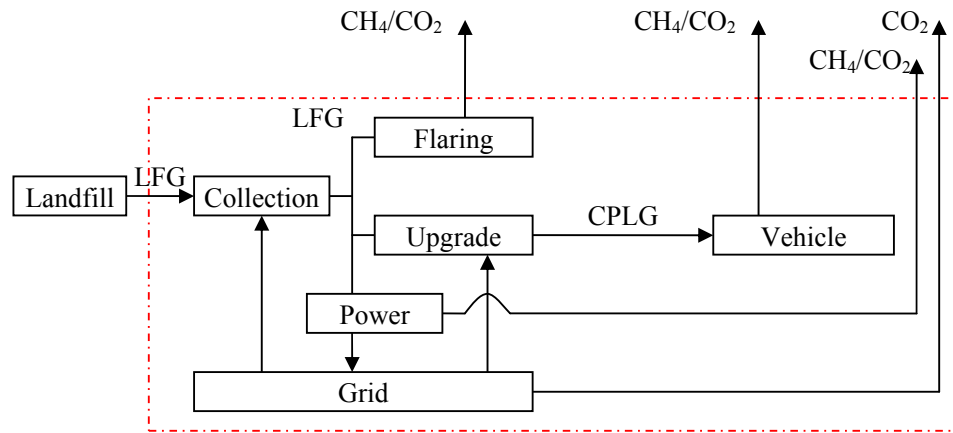 CH₄/CO₂
CH₄/CO₂
CO₂
CH₄/CO₂
LFG
Flaring
LFG
Landfill
Collection
CPLG
Upgrade
Vehicle
Power
Grid